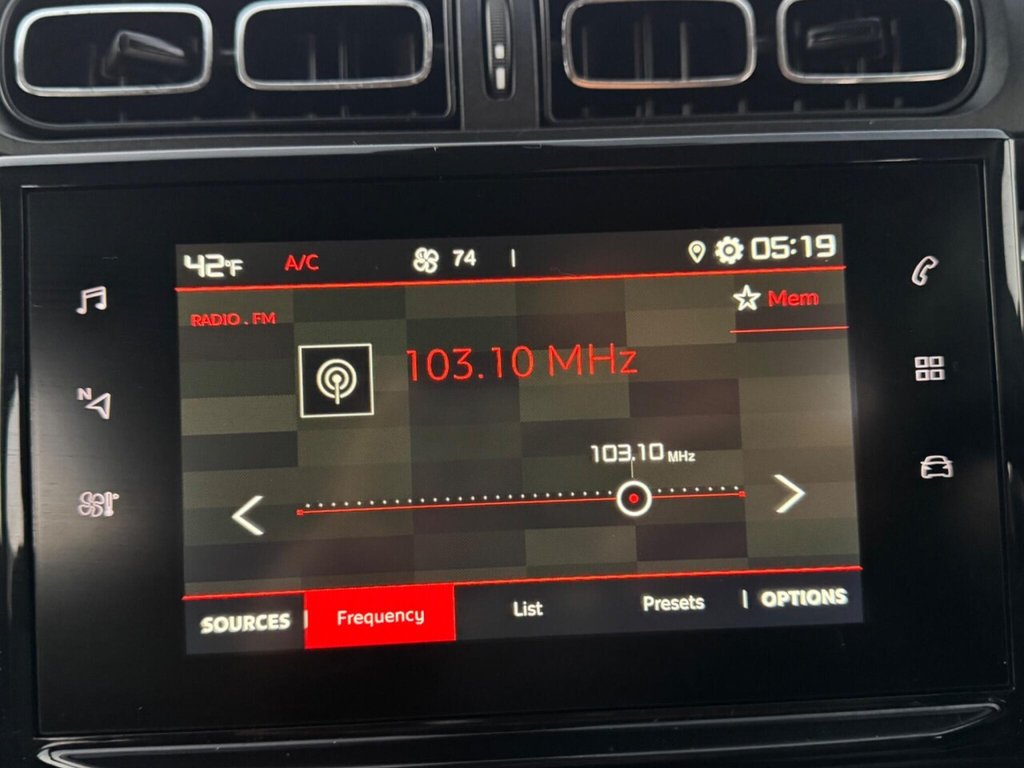 42°F A/C 74 05:19
Mem
RADIO . FM
103.10 MHz
N
103.10 MHz
SOURCES Frequency List Presets OPTIONS